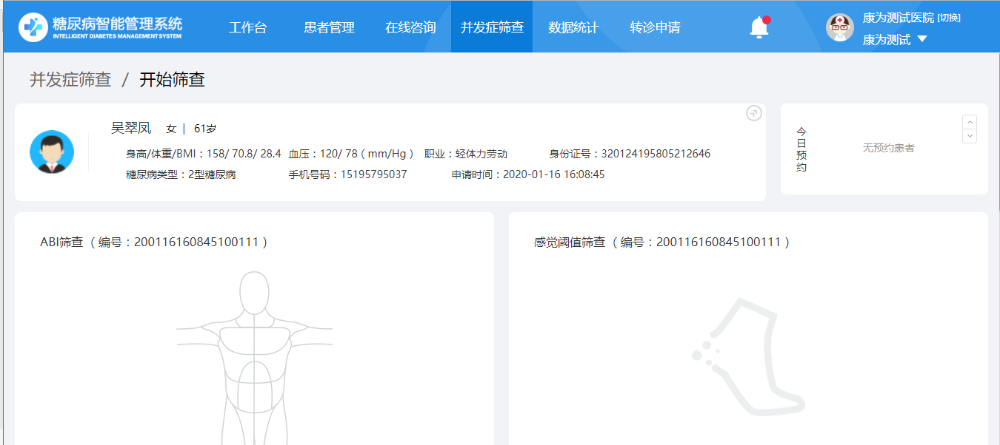 糖尿病智能管理系统
INTELLIGENT DIABETES MANAGEMENT SYSTEM
工作台 患者管理 在线咨询 并发症筛查 数据统计 转诊申请
康为测试医院 [切换]
康为测试
并发症筛查 / 开始筛查
吴翠凤 女 | 61岁
身高/体重/BMI：158/ 70.8/ 28.4 血压：120/ 78 ( mm/Hg ) 职业：轻体力劳动 身份证号：320124195805212646
糖尿病类型：2型糖尿病 手机号码：15195795037 申请时间：2020-01-16 16:08:45
今日预约
无预约患者
ABI筛查 ( 编号：200116160845100111 )
感觉阈值筛查 ( 编号：200116160845100111 )